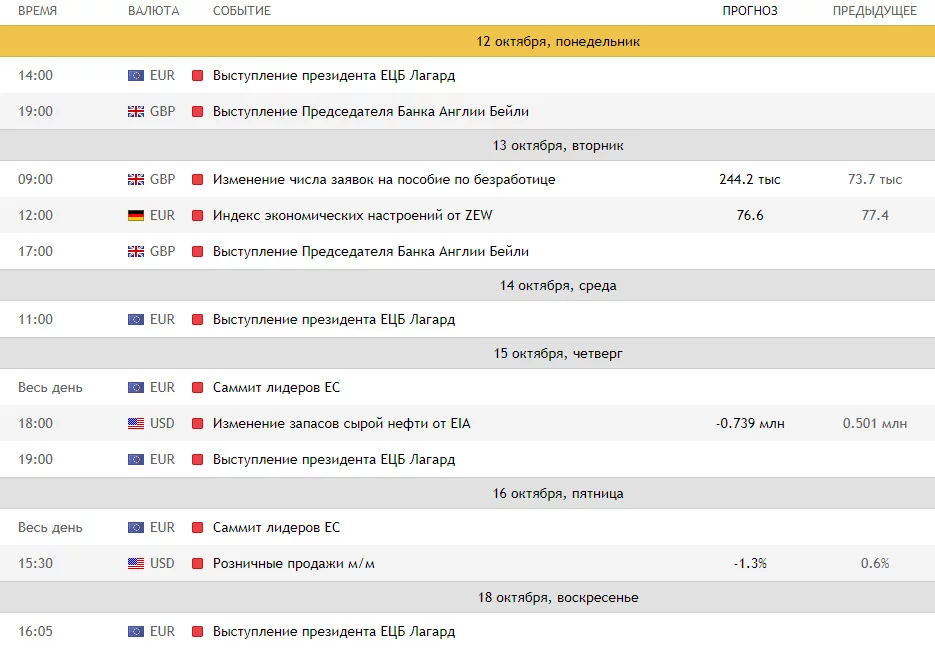 ВРЕМЯ ВАЛЮТА СОБЫТИЕ ПРОГНОЗ ПРЕДЫДУЩЕЕ
12 октября, понедельник
14:00 EUR Выступление президента ЕЦБ Лагард
19:00 GBP Выступление Председателя Банка Англии Бейли
13 октября, вторник
09:00 GBP Изменение числа заявок на пособие по безработице 244.2 тыс 73.7 тыс
12:00 EUR Индекс экономических настроений от ZEW 76.6 77.4
17:00 GBP Выступление Председателя Банка Англии Бейли
14 октября, среда
11:00 EUR Выступление президента ЕЦБ Лагард
15 октября, четверг
Весь день EUR Саммит лидеров ЕС
18:00 USD Изменение запасов сырой нефти от EIA -0.739 млн 0.501 млн
19:00 EUR Выступление президента ЕЦБ Лагард
16 октября, пятница
Весь день EUR Саммит лидеров ЕС
15:30 USD Розничные продажи м/м -1.3% 0.6%
18 октября, воскресенье
16:05 EUR Выступление президента ЕЦБ Лагард